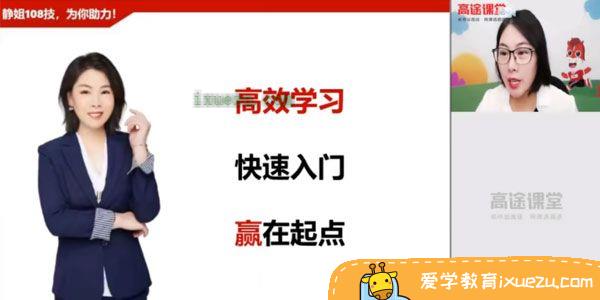 静姐108技，为你助力！
ixue
高效学习
快速入门
赢在起点
高途课堂
高途课堂
爱学教育ixuezu.com